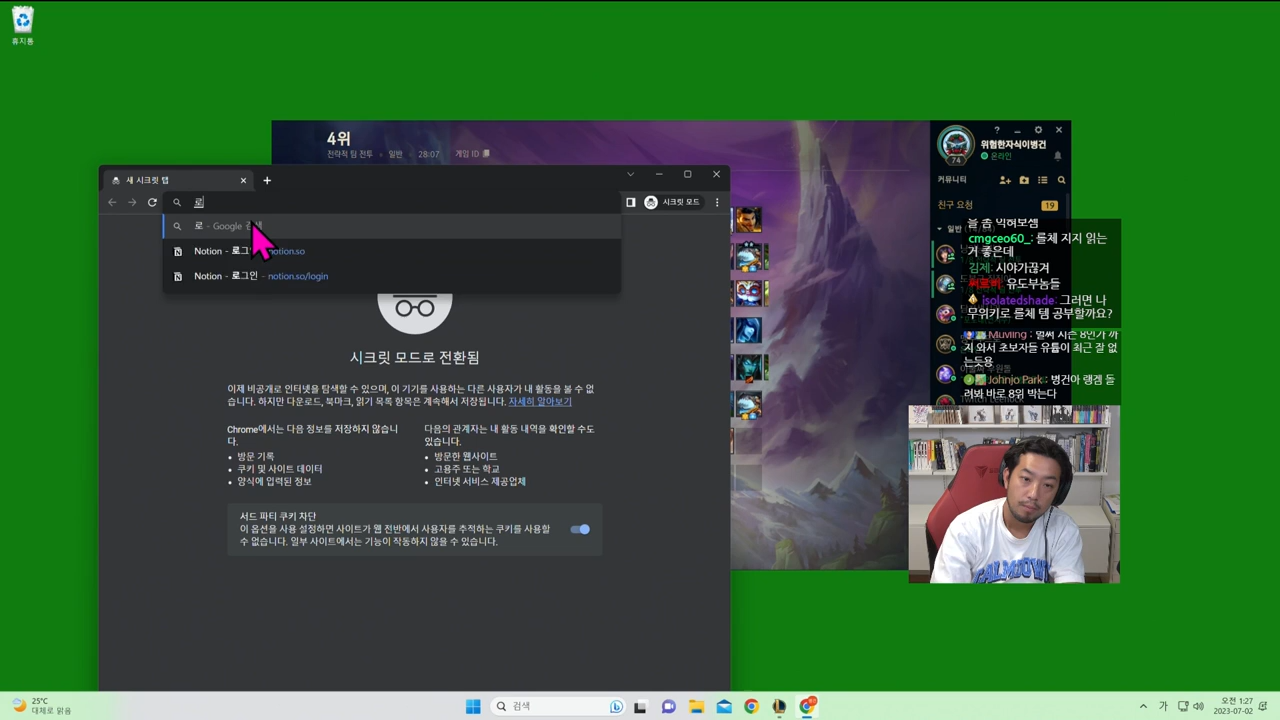 휴지통
4위
전략적 팀 전투 • 일반 • 28:07 게임 ID
위험한자식이병건
온라인
74
커뮤니티
친구 요청 19
새 시크릿 탭
로
시크릿 모드
로 - Google 검색
Notion - 로그인 - notion.so
Notion - 로그인 - notion.so/login
시크릿 모드로 전환됨
이제 비공개로 인터넷을 탐색할 수 있으며, 이 기기를 사용하는 다른 사용자가 내 활동을 볼 수 없
습니다. 하지만 다운로드, 북마크, 읽기 목록 항목은 계속해서 저장됩니다. 자세히 알아보기
Chrome에서는 다음 정보를 저장하지 않습니
다.
• 방문 기록
• 쿠키 및 사이트 데이터
• 양식에 입력된 정보
다음의 관계자는 내 활동 내역을 확인할 수도
있습니다.
• 방문한 웹사이트
• 고용주 또는 학교
• 인터넷 서비스 제공업체
서드 파티 쿠키 차단
이 옵션을 사용 설정하면 사이트가 웹 전반에서 사용자를 추적하는 쿠키를 사용할
수 없습니다. 일부 사이트에서는 기능이 작동하지 않을 수 있습니다.
을 좀 먹혀보셈
cmgceo60_: 를체 지지 읽는
거 좋은데
김제: 시야가끊겨
유도부놈들
jsolatedshade: 그러면 나
무위키로 를체 템 공부할까요?
Muviing : 벌써 시즌 8인가 까
지 와서 초보자들 유튭이 최근 잘 없
는듯용
Johnjo Park : 병건아 랭겜 돌
려봐 바로 8위 박는다
25°C
대체로 맑음
검색
가
오전 1:27
2023-07-02